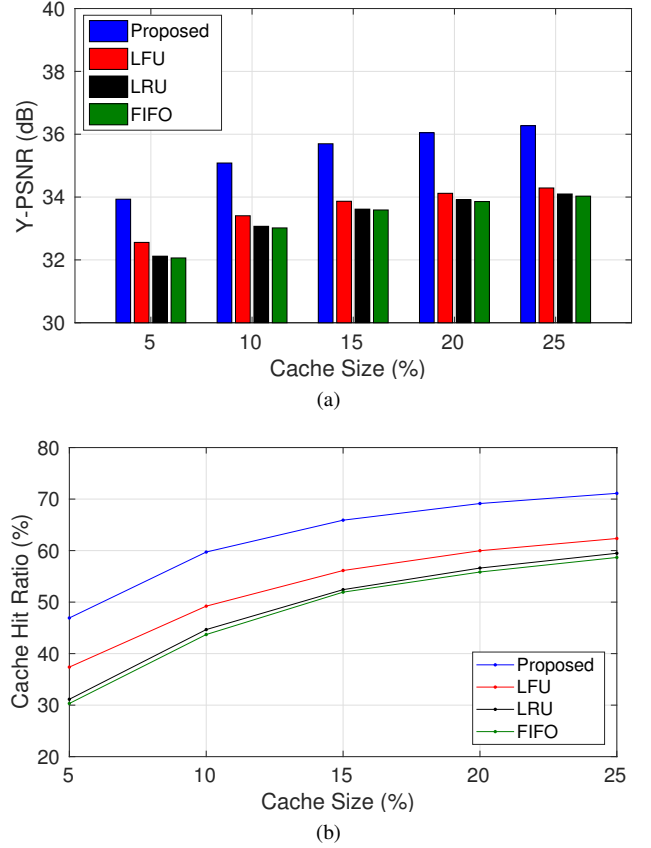 40
38
36
34
32
30
Y-PSNR (dB)
Proposed
LFU
LRU
FIFO
5 10 15 20 25
Cache Size (%)
(a)
80
70
60
50
40
30
20
Cache Hit Ratio (%)
Proposed
LFU
LRU
FIFO
5 10 15 20 25
Cache Size (%)
(b)